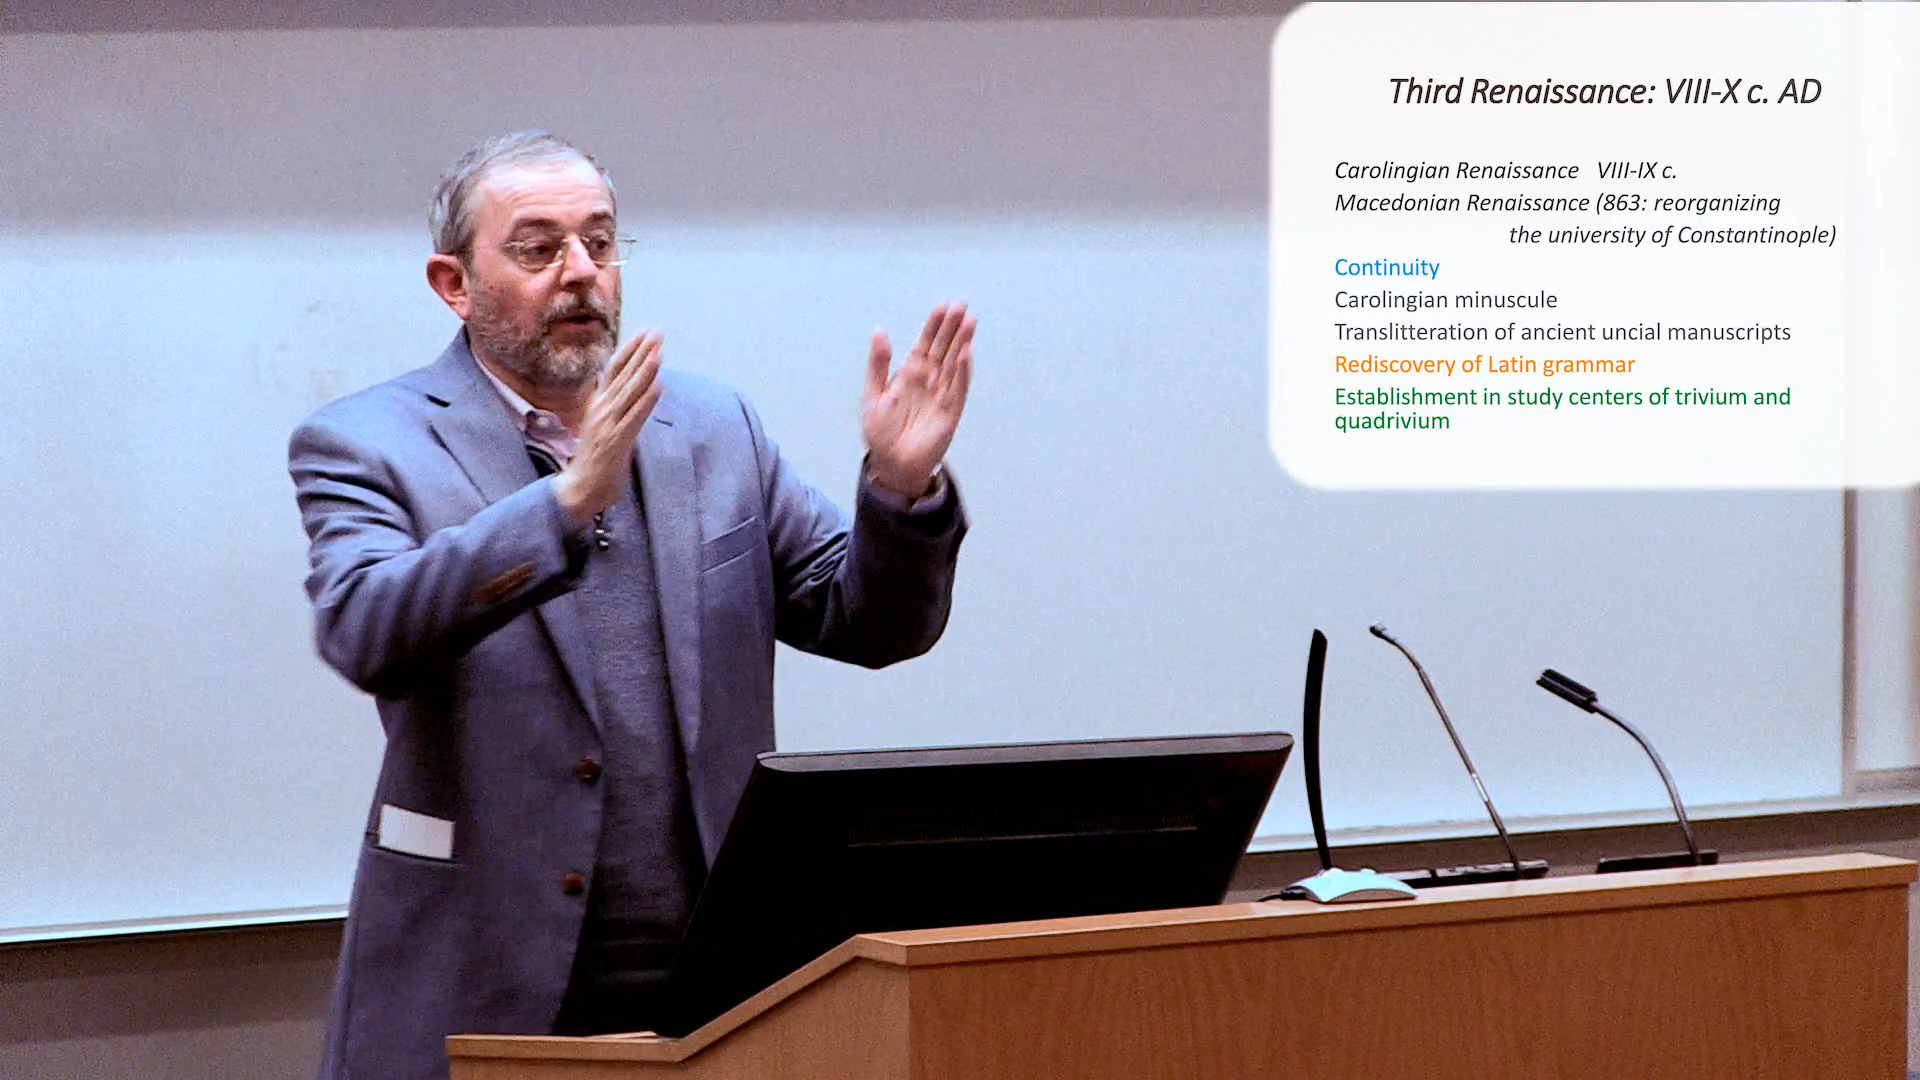 Third Renaissance: VIII-X c. AD
Carolingian Renaissance VIII-IX c.
Macedonian Renaissance (863: reorganizing
the university of Constantinople)
Continuity
Carolingian minuscule
Translitteration of ancient uncial manuscripts
Rediscovery of Latin grammar
Establishment in study centers of trivium and
quadrivium